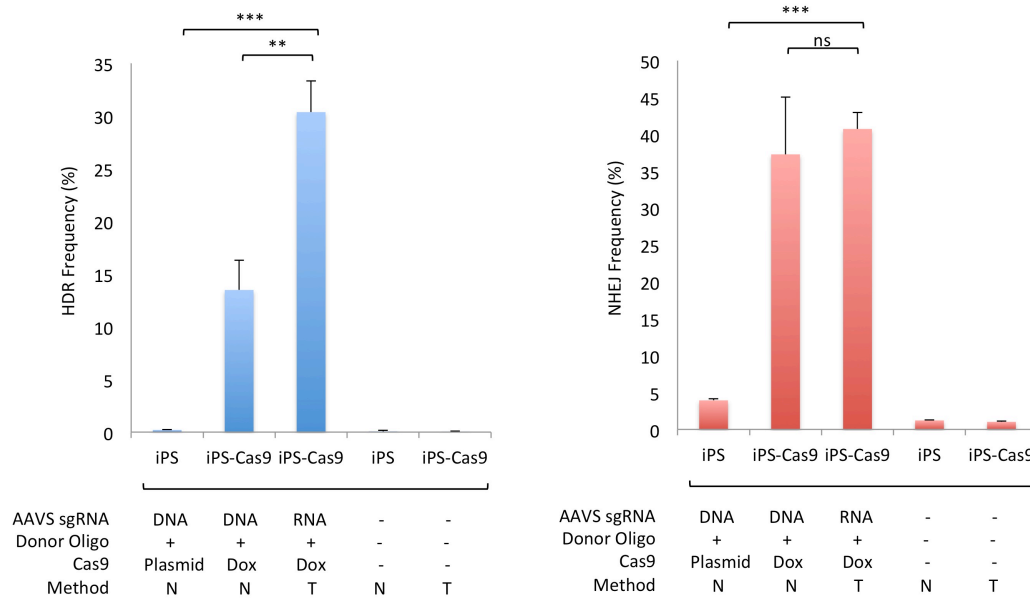 ***
**
35
30
25
20
15
10
5
0
HDR Frequency (%)
iPS iPS-Cas9 iPS-Cas9 iPS iPS-Cas9
AAVS sgRNA DNA DNA RNA - -
Donor Oligo + + + - -
Cas9 Plasmid Dox Dox - -
Method N N T N T
***
ns
50
45
40
35
30
25
20
15
10
5
0
NHEJ Frequency (%)
iPS iPS-Cas9 iPS-Cas9 iPS iPS-Cas9
AAVS sgRNA DNA DNA RNA - -
Donor Oligo + + + - -
Cas9 Plasmid Dox Dox - -
Method N N T N T